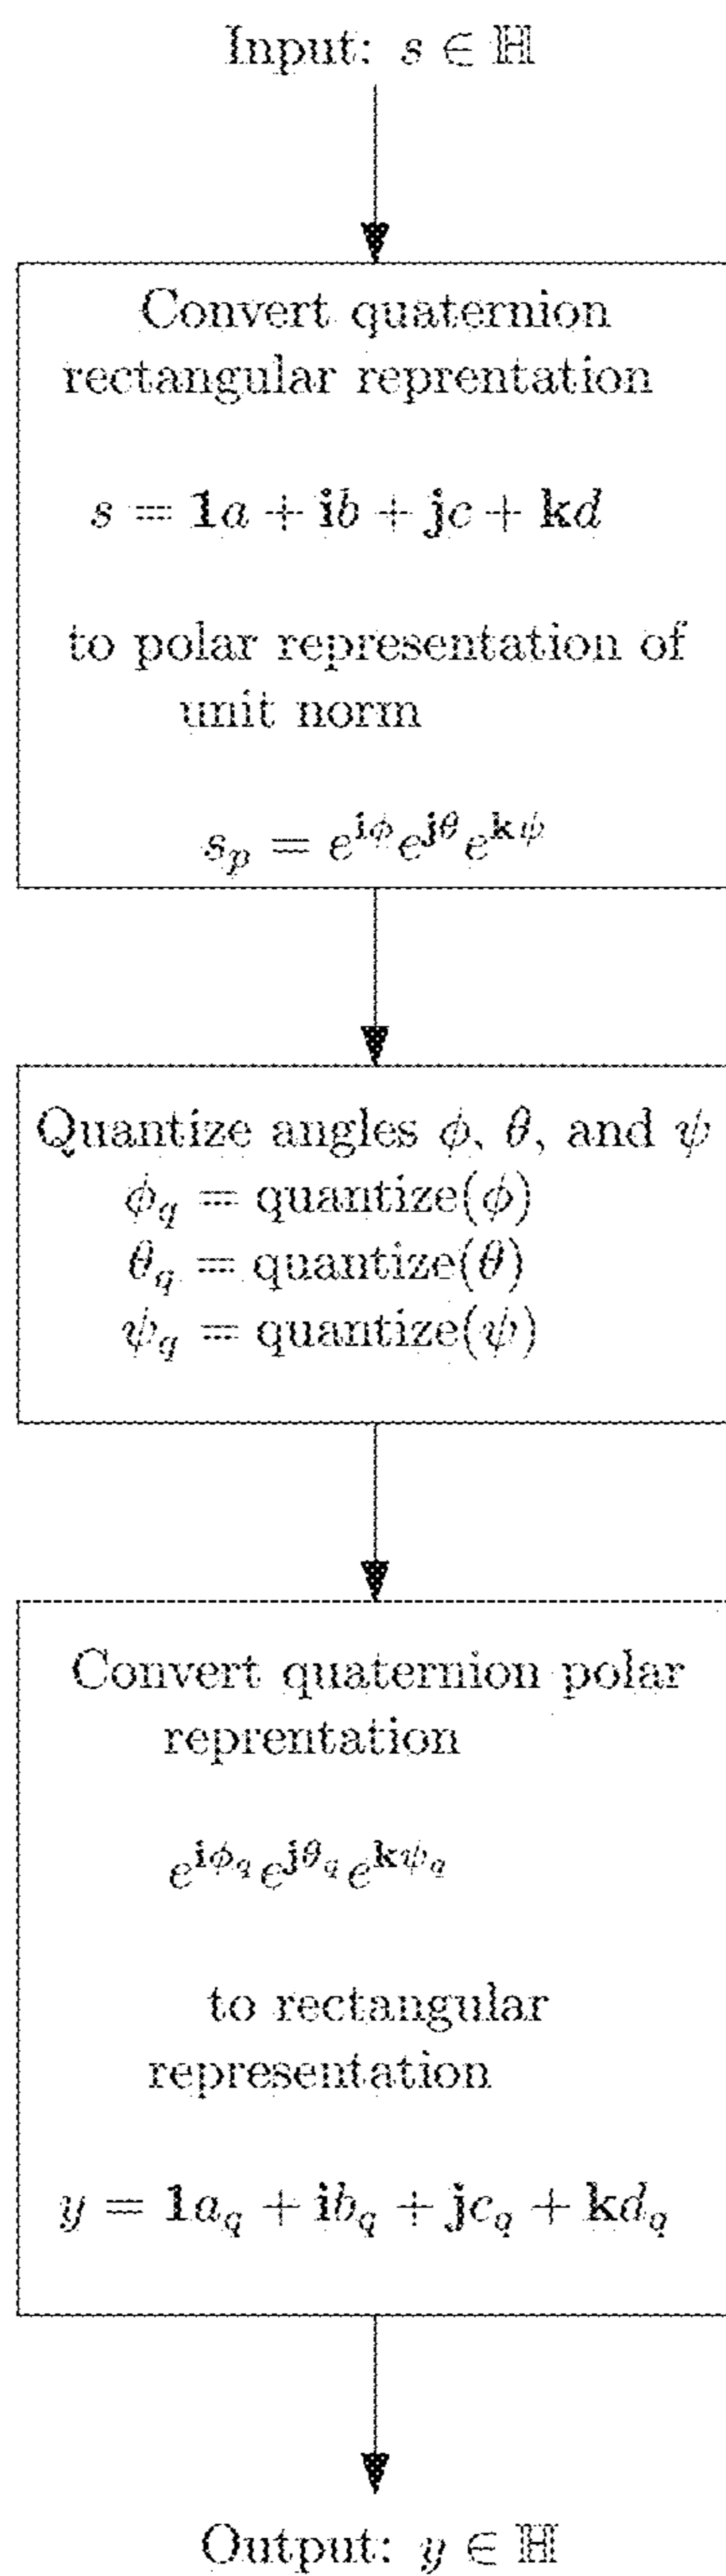 Input: s ∈ ℍ
Convert quaternion
rectangular reprentation
s = 1a + ib + jc + kd
to polar representation of
unit norm
s_p = e^{iϕ}e^{jθ}e^{kψ}
Quantize angles ϕ, θ, and ψ
ϕ_q = quantize(ϕ)
θ_q = quantize(θ)
ψ_q = quantize(ψ)
Convert quaternion polar
reprentation
e^{iϕ_q}e^{jθ_q}e^{kψ_q}
to rectangular
representation
y = 1a_q + ib_q + jc_q + kd_q
Output: y ∈ ℍ